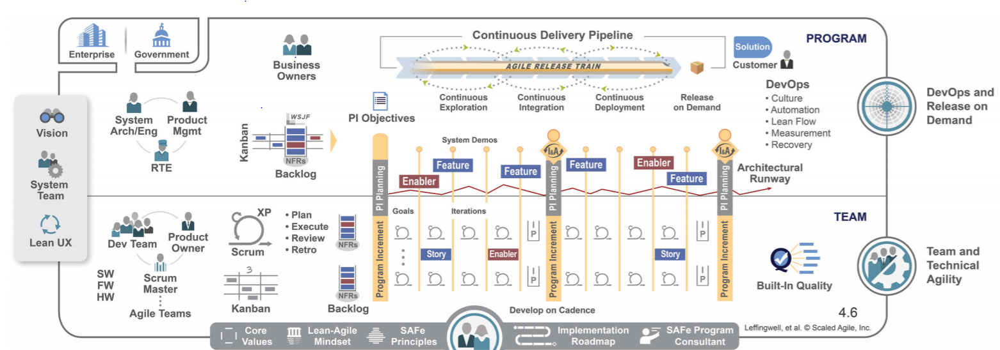 Enterprise
Government
Business
Owners
Continuous Delivery Pipeline
AGILE RELEASE TRAIN
Solution
Customer
PROGRAM
Continuous
Exploration
Continuous
Integration
Continuous
Deployment
Release
on Demand
DevOps
• Culture
• Automation
• Lean Flow
• Measurement
• Recovery
DevOps and
Release on
Demand
Vision
System
Team
Lean UX
System
Arch/Eng
Product
Mgmt
RTE
Kanban
WSJF
NFRs
Backlog
PI Objectives
System Demos
PI Planning
Enabler
Feature
Feature
I&A
PI Planning
Feature
Enabler
Feature
I&A
PI Planning
Architectural
Runway
TEAM
Dev Team
Product
Owner
Scrum
Master
Agile Teams
SW
FW
HW
XP
Scrum
• Plan
• Execute
• Review
• Retro
NFRs
3
Kanban
NFRs
Backlog
Program Increment
Goals
Iterations
Story
Enabler
I
P
I
P
Program Increment
Story
I
P
I
P
Program Increment
Develop on Cadence
Built-In Quality
Team and
Technical
Agility
4.6
Leffingwell, et al. © Scaled Agile, Inc.
Core
Values
Lean-Agile
Mindset
SAFe
Principles
Implementation
Roadmap
SAFe Program
Consultant